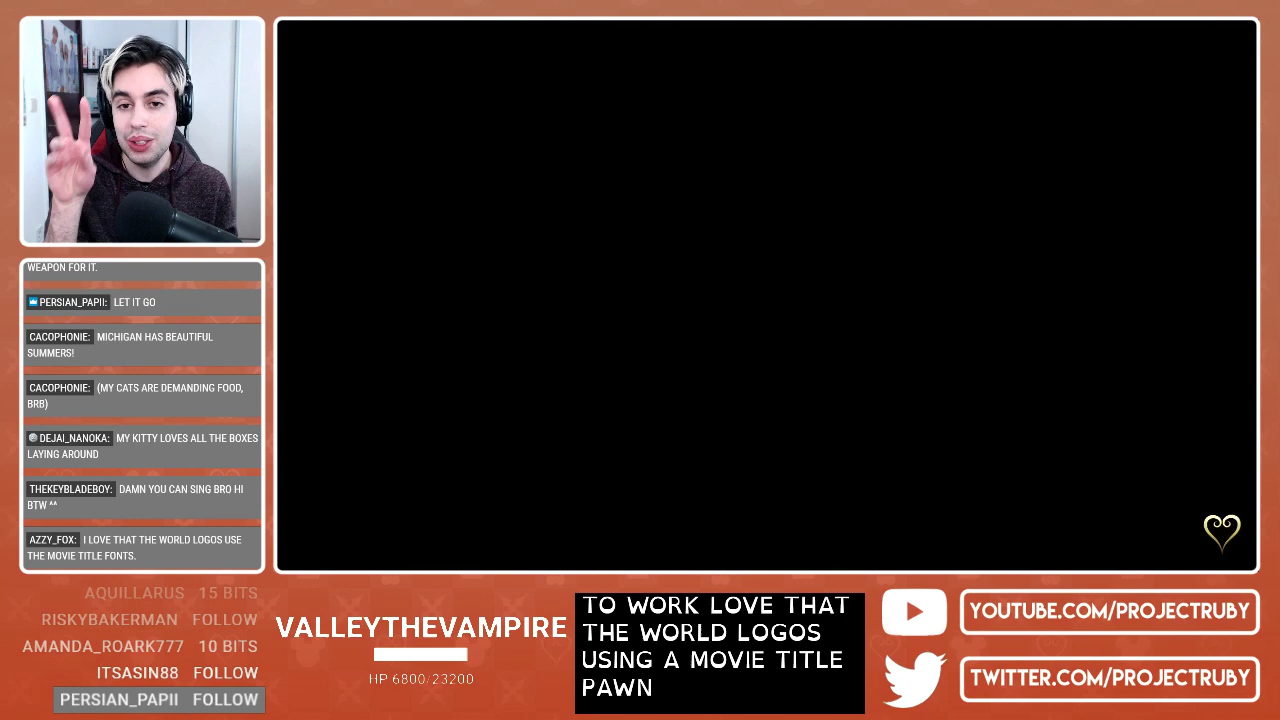 WEAPON FOR IT.
PERSIAN_PAPII: LET IT GO
CACOPHONIE: MICHIGAN HAS BEAUTIFUL
SUMMERS!
CACOPHONIE: (MY CATS ARE DEMANDING FOOD,
BRB)
DEJAI_NANOKA: MY KITTY LOVES ALL THE BOXES
LAYING AROUND
THEKEYBLADEBOY: DAMN YOU CAN SING BRO HI
BTW ^^
AZZY_FOX: I LOVE THAT THE WORLD LOGOS USE
THE MOVIE TITLE FONTS.
AQUILLARUS 15 BITS
RISKYBAKERMAN FOLLOW
AMANDA_ROARK777 10 BITS
ITSASIN88 FOLLOW
PERSIAN_PAPII FOLLOW
VALLEYTHEVAMPIRE
HP 6800/23200
TO WORK LOVE THAT
THE WORLD LOGOS
USING A MOVIE TITLE
PAWN
YOUTUBE.COM/PROJECTRUBY
TWITTER.COM/PROJECTRUBY